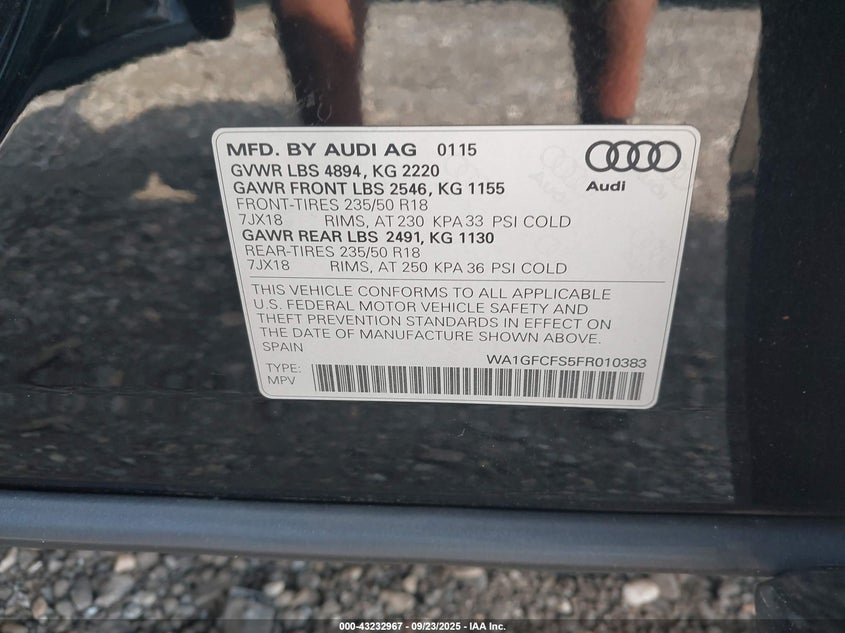 MFD. BY AUDI AG 0115
GVWR LBS 4894, KG 2220
GAWR FRONT LBS 2546, KG 1155
FRONT-TIRES 235/50 R18
7JX18 RIMS, AT 230 KPA 33 PSI COLD
GAWR REAR LBS 2491, KG 1130
REAR-TIRES 235/50 R18
7JX18 RIMS, AT 250 KPA 36 PSI COLD
Audi
THIS VEHICLE CONFORMS TO ALL APPLICABLE
U.S. FEDERAL MOTOR VEHICLE SAFETY AND
THEFT PREVENTION STANDARDS IN EFFECT ON
THE DATE OF MANUFACTURE SHOWN ABOVE.
SPAIN
WA1GFCFS5FR010383
TYPE:
MPV
000-43232967 - 09/23/2025 - IAA Inc.